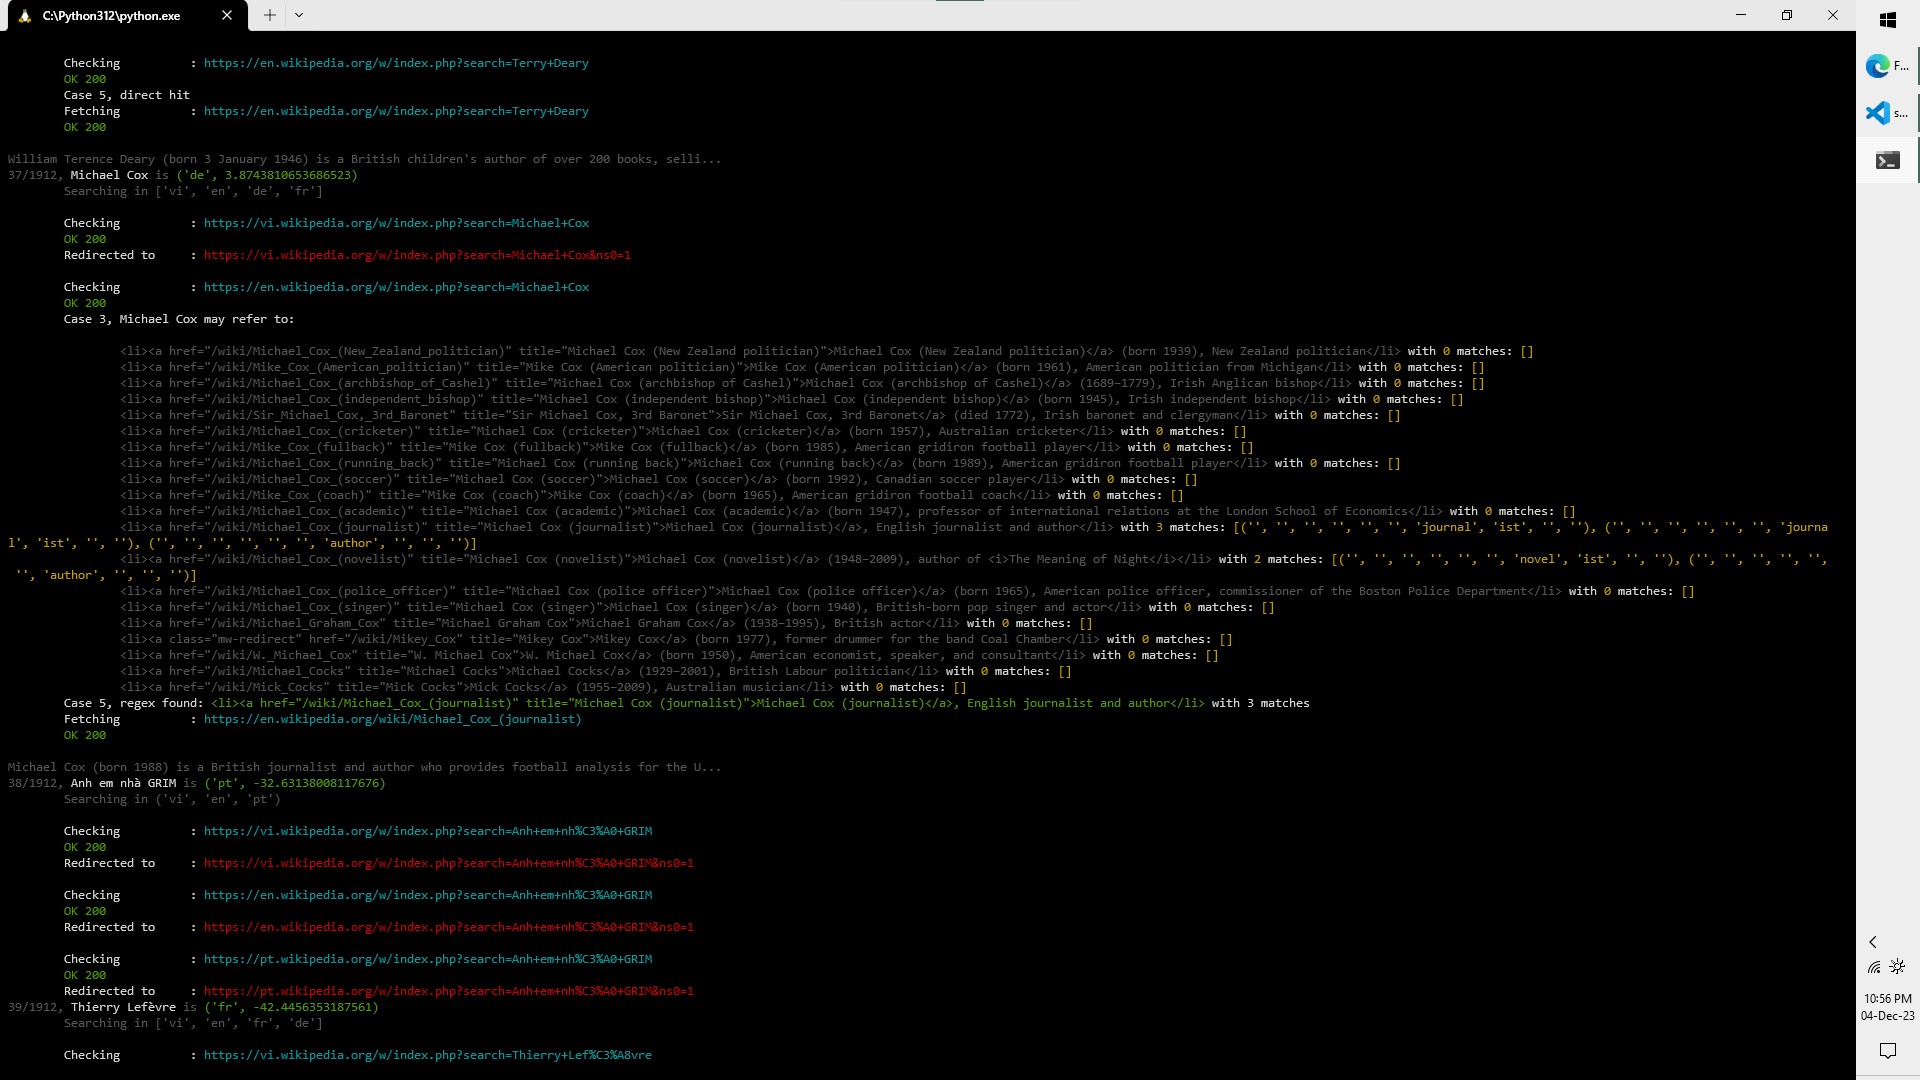 C:\Python312\python.exe
Checking : https://en.wikipedia.org/w/index.php?search=Terry+Deary
OK 200
Case 5, direct hit
Fetching : https://en.wikipedia.org/w/index.php?search=Terry+Deary
OK 200
William Terence Deary (born 3 January 1946) is a British children's author of over 200 books, selli...
37/1912, Michael Cox is ('de', 3.8743810653686523)
Searching in ['vi', 'en', 'de', 'fr']
Checking : https://vi.wikipedia.org/w/index.php?search=Michael+Cox
OK 200
Redirected to : https://vi.wikipedia.org/w/index.php?search=Michael+Cox&ns0=1
Checking : https://en.wikipedia.org/w/index.php?search=Michael+Cox
OK 200
Case 3, Michael Cox may refer to:
<li><a href="/wiki/Michael_Cox_(New_Zealand_politician)" title="Michael Cox (New Zealand politician)">Michael Cox (New Zealand politician)</a> (born 1939), New Zealand politician</li> with 0 matches: []
<li><a href="/wiki/Mike_Cox_(American_politician)" title="Mike Cox (American politician)">Mike Cox (American politician)</a> (born 1961), American politician from Michigan</li> with 0 matches: []
<li><a href="/wiki/Michael_Cox_(archbishop_of_Cashel)" title="Michael Cox (archbishop of Cashel)">Michael Cox (archbishop of Cashel)</a> (1689–1779), Irish Anglican bishop</li> with 0 matches: []
<li><a href="/wiki/Michael_Cox_(independent_bishop)" title="Michael Cox (independent bishop)">Michael Cox (independent bishop)</a> (born 1945), Irish independent bishop</li> with 0 matches: []
<li><a href="/wiki/Sir_Michael_Cox,_3rd_Baronet" title="Sir Michael Cox, 3rd Baronet">Sir Michael Cox, 3rd Baronet</a> (died 1772), Irish baronet and clergyman</li> with 0 matches: []
<li><a href="/wiki/Michael_Cox_(cricketer)" title="Michael Cox (cricketer)">Michael Cox (cricketer)</a> (born 1957), Australian cricketer</li> with 0 matches: []
<li><a href="/wiki/Mike_Cox_(fullback)" title="Mike Cox (fullback)">Mike Cox (fullback)</a> (born 1985), American gridiron football player</li> with 0 matches: []
<li><a href="/wiki/Michael_Cox_(running_back)" title="Michael Cox (running back)">Michael Cox (running back)</a> (born 1989), American gridiron football player</li> with 0 matches: []
<li><a href="/wiki/Michael_Cox_(soccer)" title="Michael Cox (soccer)">Michael Cox (soccer)</a> (born 1992), Canadian soccer player</li> with 0 matches: []
<li><a href="/wiki/Mike_Cox_(coach)" title="Mike Cox (coach)">Mike Cox (coach)</a> (born 1965), American gridiron football coach</li> with 0 matches: []
<li><a href="/wiki/Michael_Cox_(academic)" title="Michael Cox (academic)">Michael Cox (academic)</a> (born 1947), professor of international relations at the London School of Economics</li> with 0 matches: []
<li><a href="/wiki/Michael_Cox_(journalist)" title="Michael Cox (journalist)">Michael Cox (journalist)</a>, English journalist and author</li> with 3 matches: [('', '', '', '', '', '', 'journal', 'ist', '', ''), ('', '', '', '', '', '', 'journa
l', 'ist', '', ''), ('', '', '', '', '', '', 'author', '', '', '')]
<li><a href="/wiki/Michael_Cox_(novelist)" title="Michael Cox (novelist)">Michael Cox (novelist)</a> (1948–2009), author of <i>The Meaning of Night</i></li> with 2 matches: [('', '', '', '', '', '', 'novel', 'ist', '', ''), ('', '', '', '', '',
'', 'author', '', '', '')]
<li><a href="/wiki/Michael_Cox_(police_officer)" title="Michael Cox (police officer)">Michael Cox (police officer)</a> (born 1965), American police officer, commissioner of the Boston Police Department</li> with 0 matches: []
<li><a href="/wiki/Michael_Cox_(singer)" title="Michael Cox (singer)">Michael Cox (singer)</a> (born 1940), British-born pop singer and actor</li> with 0 matches: []
<li><a href="/wiki/Michael_Graham_Cox" title="Michael Graham Cox">Michael Graham Cox</a> (1938–1995), British actor</li> with 0 matches: []
<li><a class="mw-redirect" href="/wiki/Mikey_Cox" title="Mikey Cox">Mikey Cox</a> (born 1977), former drummer for the band Coal Chamber</li> with 0 matches: []
<li><a href="/wiki/W._Michael_Cox" title="W. Michael Cox">W. Michael Cox</a> (born 1950), American economist, speaker, and consultant</li> with 0 matches: []
<li><a href="/wiki/Michael_Cocks" title="Michael Cocks">Michael Cocks</a> (1929–2001), British Labour politician</li> with 0 matches: []
<li><a href="/wiki/Mick_Cocks" title="Mick Cocks">Mick Cocks</a> (1955–2009), Australian musician</li> with 0 matches: []
Case 5, regex found: <li><a href="/wiki/Michael_Cox_(journalist)" title="Michael Cox (journalist)">Michael Cox (journalist)</a>, English journalist and author</li> with 3 matches
Fetching : https://en.wikipedia.org/wiki/Michael_Cox_(journalist)
OK 200
Michael Cox (born 1988) is a British journalist and author who provides football analysis for the U...
38/1912, Anh em nhà GRIM is ('pt', -32.63138008117676)
Searching in ('vi', 'en', 'pt')
Checking : https://vi.wikipedia.org/w/index.php?search=Anh+em+nh%C3%A0+GRIM
OK 200
Redirected to : https://vi.wikipedia.org/w/index.php?search=Anh+em+nh%C3%A0+GRIM&ns0=1
Checking : https://en.wikipedia.org/w/index.php?search=Anh+em+nh%C3%A0+GRIM
OK 200
Redirected to : https://en.wikipedia.org/w/index.php?search=Anh+em+nh%C3%A0+GRIM&ns0=1
Checking : https://pt.wikipedia.org/w/index.php?search=Anh+em+nh%C3%A0+GRIM
OK 200
Redirected to : https://pt.wikipedia.org/w/index.php?search=Anh+em+nh%C3%A0+GRIM&ns0=1
39/1912, Thierry Lefèvre is ('fr', -42.4456353187561)
Searching in ['vi', 'en', 'fr', 'de']
Checking : https://vi.wikipedia.org/w/index.php?search=Thierry+Lef%C3%A8vre
F...
s...
10:56 PM
04-Dec-23